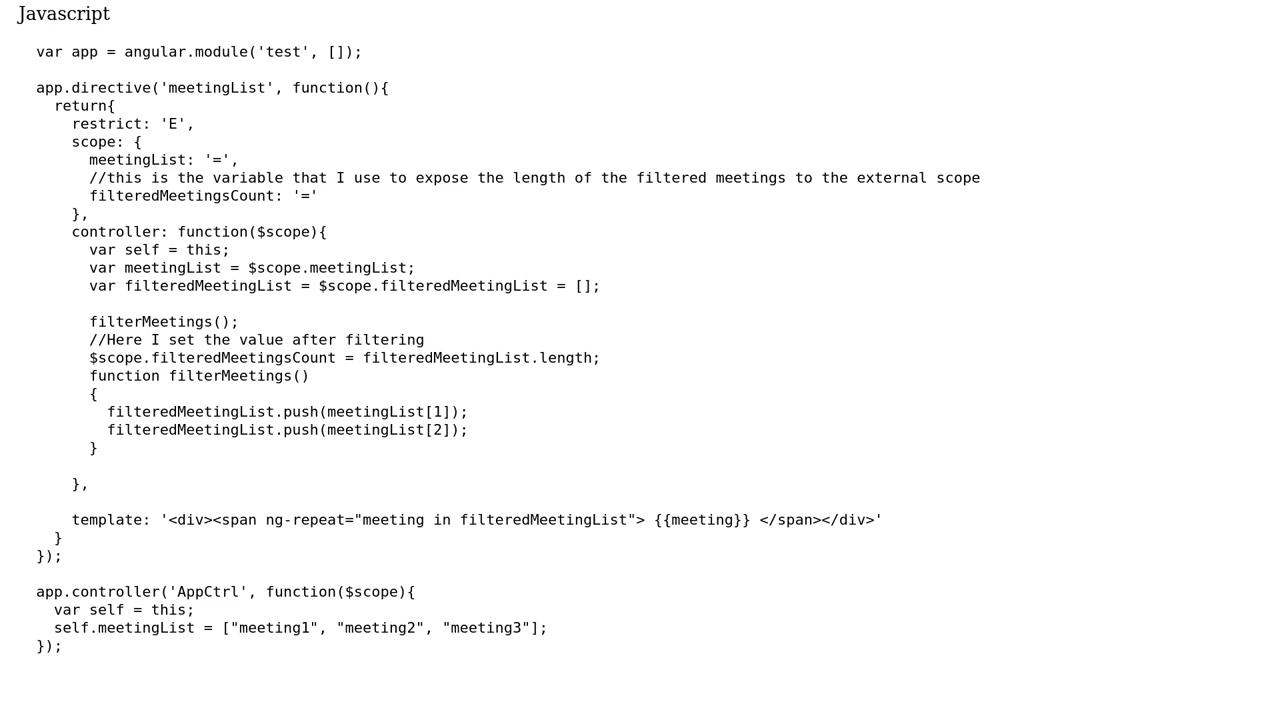 Javascript
var app = angular.module('test', []);
app.directive('meetingList', function(){
return{
restrict: 'E',
scope: {
meetingList: '=',
//this is the variable that I use to expose the length of the filtered meetings to the external scope
filteredMeetingsCount: '='
},
controller: function($scope){
var self = this;
var meetingList = $scope.meetingList;
var filteredMeetingList = $scope.filteredMeetingList = [];
filterMeetings();
//Here I set the value after filtering
$scope.filteredMeetingsCount = filteredMeetingList.length;
function filterMeetings()
{
filteredMeetingList.push(meetingList[1]);
filteredMeetingList.push(meetingList[2]);
}
},
template: '<div><span ng-repeat="meeting in filteredMeetingList"> {{meeting}} </span></div>'
}
});
app.controller('AppCtrl', function($scope){
var self = this;
self.meetingList = ["meeting1", "meeting2", "meeting3"];
});